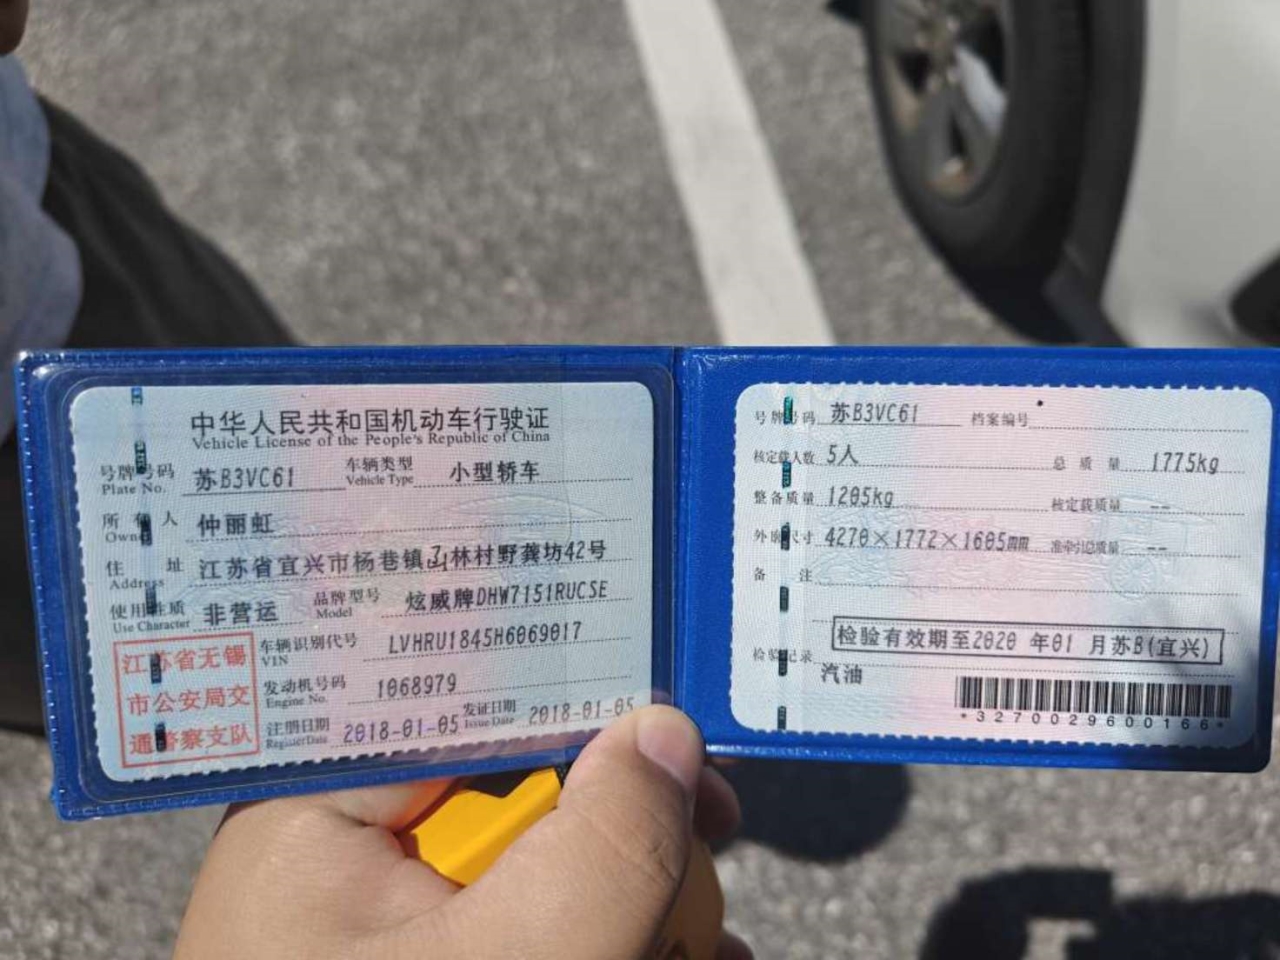 中华人民共和国机动车行驶证
Vehicle License of the People's Republic of China
号牌号码 苏B3VC61 车辆类型 小型轿车
Plate No. Vehicle Type
所有人 仲丽虹
Owner
住址 江苏省宜兴市杨巷镇 林村野龚坊42号
Address
使用性质 非营运 品牌型号 炫威牌DHW7151RUCSE
Use Character Model
江苏省无锡
市公安局交
通警察支队
车辆识别代号 LVHRU1845H6069017
VIN
发动机号码 1068979
Engine No.
注册日期 2018-01-05 发证日期 2018-01-05
Register Date Issue Date
号牌号码 苏B3VC61 档案编号
核定载人数 5人 总质量 1775kg
整备质量 1205kg 核定载质量 --
外廓尺寸 4270×1772×1605mm 准牵引总质量 --
备注
检验有效期至2020 年01 月苏B(宜兴)
检验记录
汽油
*3270029600166*